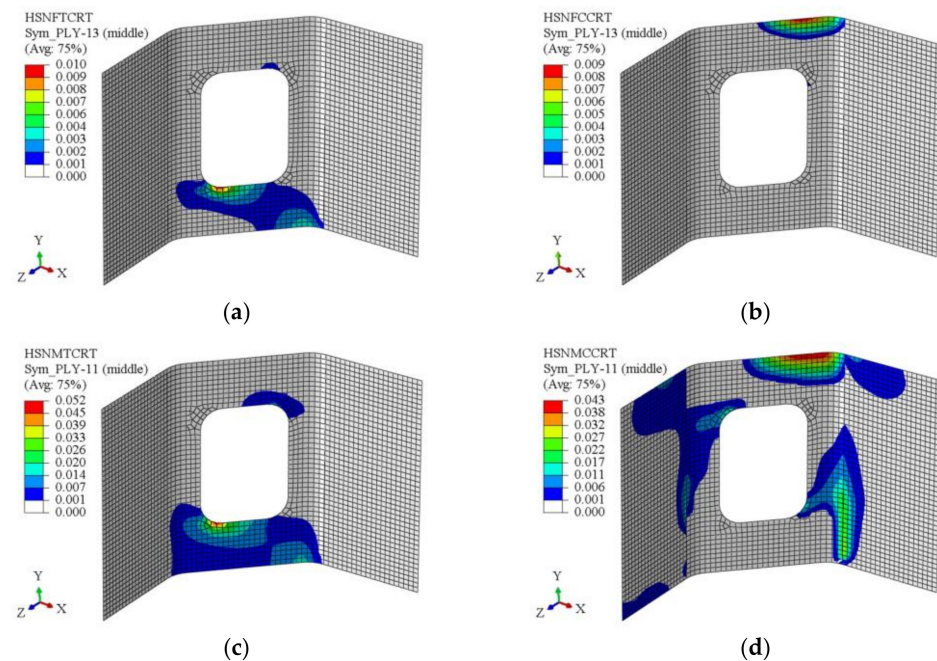 HSNFTCRT
Sym_PLY-13 (middle)
(Avg: 75%)
0.010
0.009
0.008
0.007
0.006
0.004
0.003
0.002
0.001
0.000
Y
Z
X
(a)
HSNFCCRT
Sym_PLY-13 (middle)
(Avg: 75%)
0.009
0.008
0.007
0.006
0.005
0.004
0.003
0.002
0.001
0.000
Y
Z
X
(b)
HSNMTCRT
Sym_PLY-11 (middle)
(Avg: 75%)
0.052
0.045
0.039
0.033
0.026
0.020
0.014
0.007
0.001
0.000
Y
Z
X
(c)
HSNMCCRT
Sym_PLY-11 (middle)
(Avg: 75%)
0.043
0.038
0.032
0.027
0.022
0.017
0.011
0.006
0.001
0.000
Y
Z
X
(d)